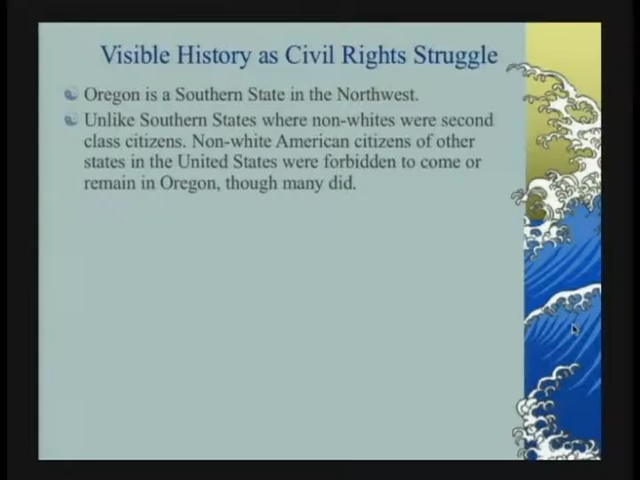 Visible History as Civil Rights Struggle
Oregon is a Southern State in the Northwest.
Unlike Southern States where non-whites were second
class citizens. Non-white American citizens of other
states in the United States were forbidden to come or
remain in Oregon, though many did.